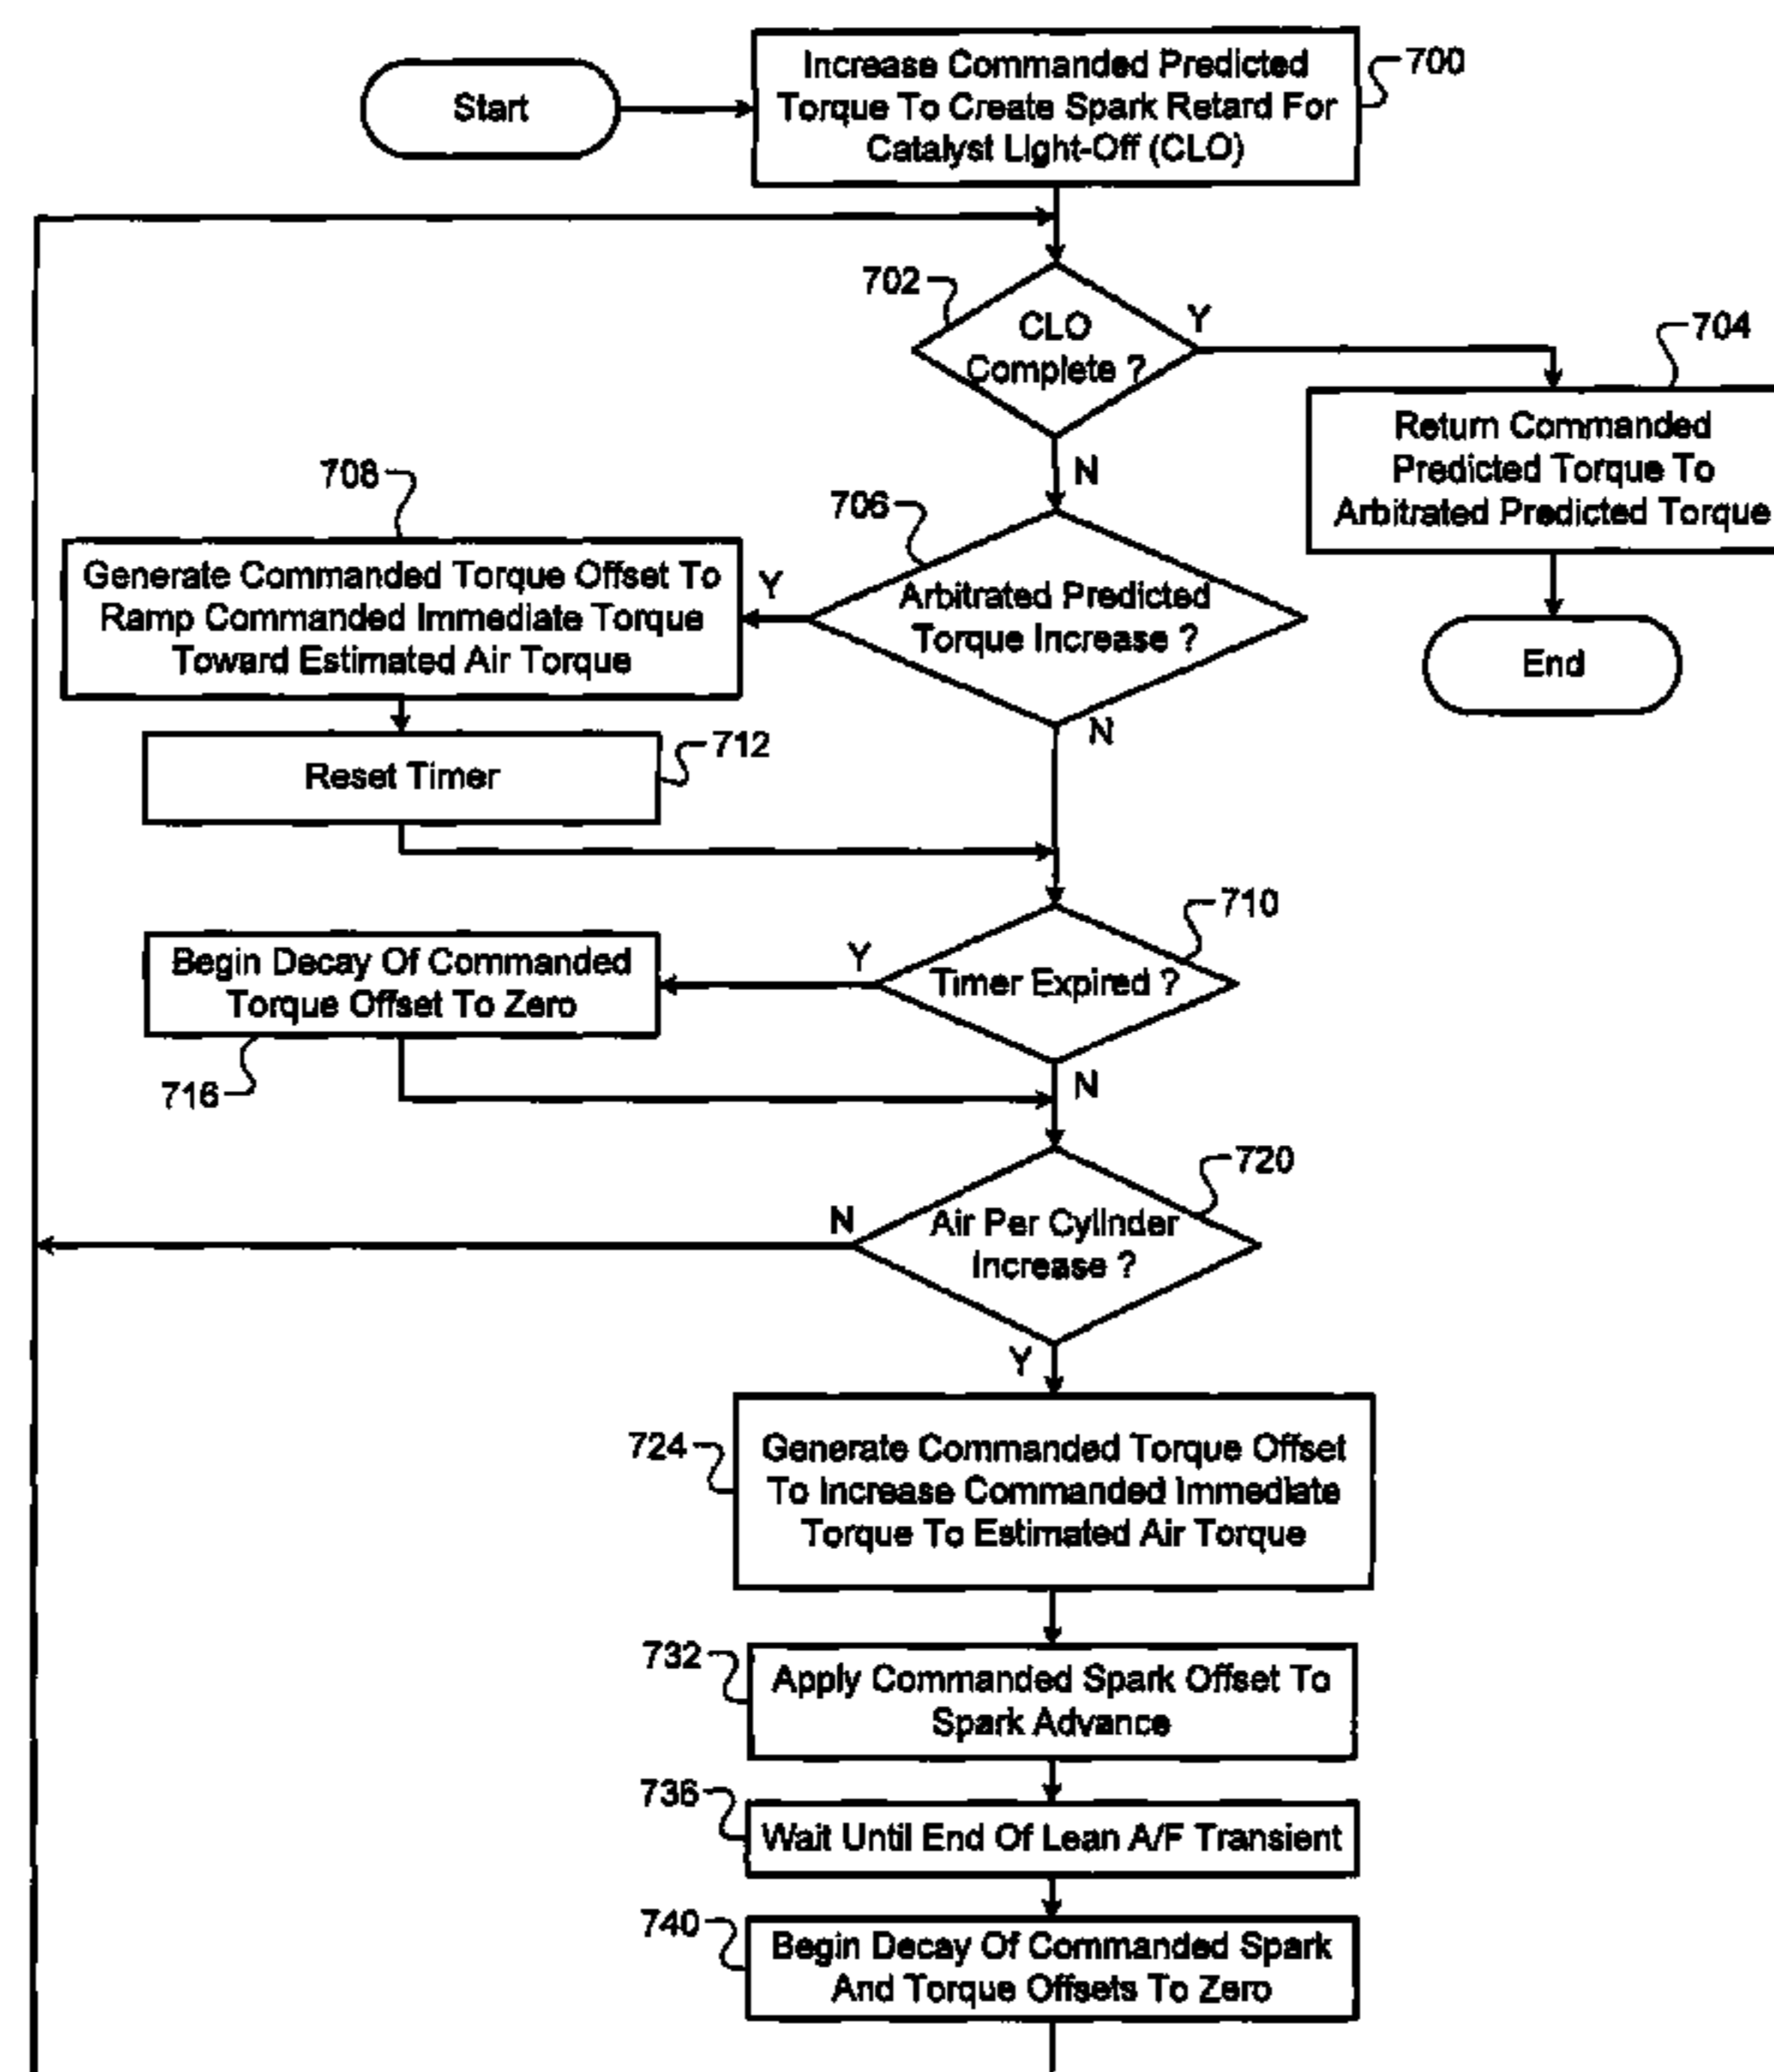 Start
Increase Commanded Predicted
Torque To Create Spark Retard For
Catalyst Light-Off (CLO)
700
702
CLO
Complete ?
Y
N
704
Return Commanded
Predicted Torque To
Arbitrated Predicted Torque
End
706
Arbitrated Predicted
Torque Increase ?
Y
N
708
Generate Commanded Torque Offset To
Ramp Commanded Immediate Torque
Toward Estimated Air Torque
Reset Timer
712
710
Timer Expired ?
Y
N
Begin Decay Of Commanded
Torque Offset To Zero
716
720
Air Per Cylinder
Increase ?
N
Y
724
Generate Commanded Torque Offset
To Increase Commanded Immediate
Torque To Estimated Air Torque
732
Apply Commanded Spark Offset To
Spark Advance
736
Wait Until End Of Lean A/F Transient
740
Begin Decay Of Commanded Spark
And Torque Offsets To Zero